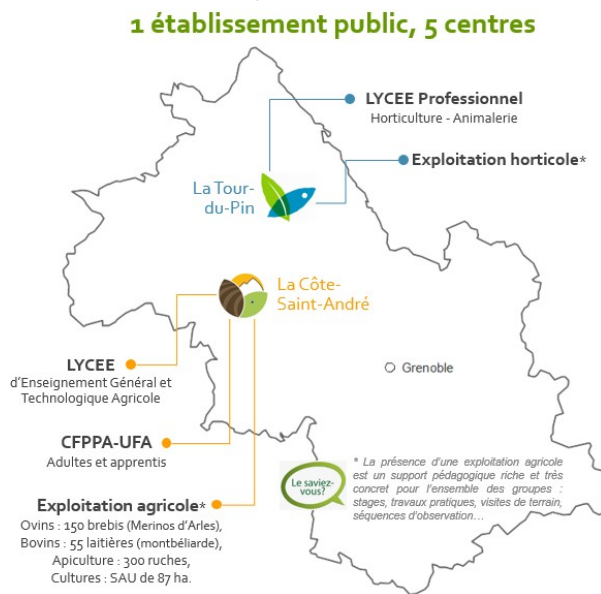 1 établissement public, 5 centres
LYCEE Professionnel
Horticulture - Animalerie
Exploitation horticole*
La Tour-
du-Pin
La Côte-
Saint-André
LYCEE
d'Enseignement Général et
Technologique Agricole
Grenoble
CFPPA-UFA
Adultes et apprentis
Exploitation agricole*
Ovins : 150 brebis (Merinos d'Arles),
Bovins : 55 laitières (montbéliarde),
Apiculture : 300 ruches,
Cultures : SAU de 87 ha.
Le saviez-
vous?
* La présence d'une exploitation agricole
est un support pédagogique riche et très
concret pour l'ensemble des groupes :
stages, travaux pratiques, visites de terrain,
séquences d'observation…